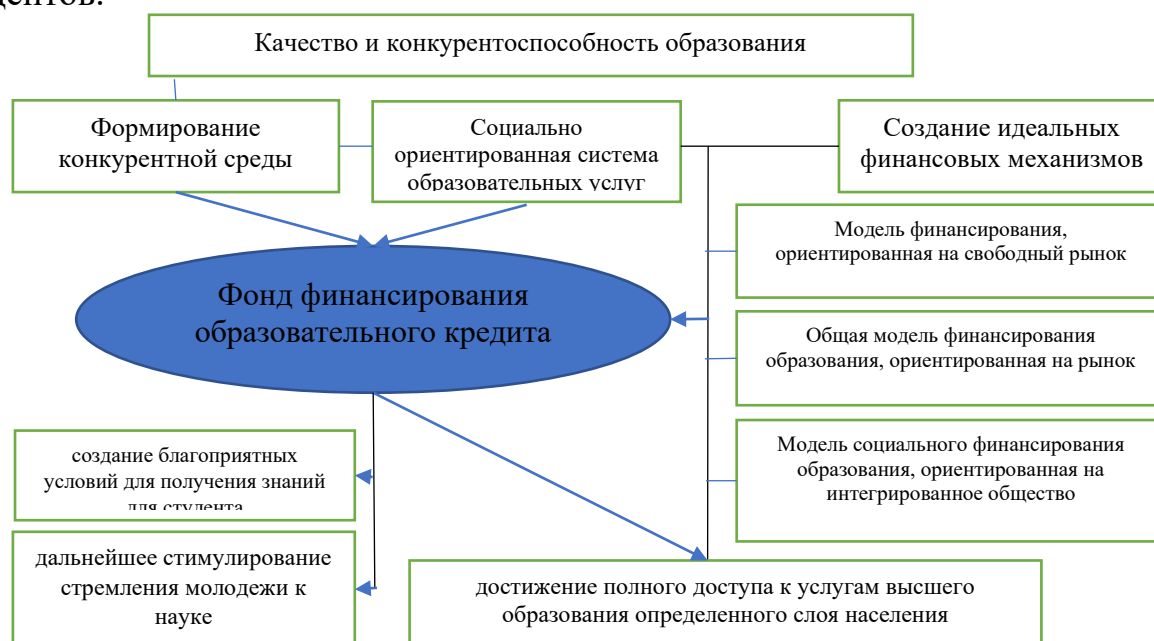 Качество и конкурентоспособность образования
Формирование
конкурентной среды
Социально
ориентированная система
образовательных услуг
Создание идеальных
финансовых механизмов
Модель финансирования,
ориентированная на свободный рынок
Фонд финансирования
образовательного кредита
Общая модель финансирования
образования, ориентированная на рынок
Модель социального финансирования
образования, ориентированная на
интегрированное общество
создание благоприятных
условий для получения знаний
для студента
дальнейшее стимулирование
стремления молодежи к
науке
достижение полного доступа к услугам высшего
образования определенного слоя населения